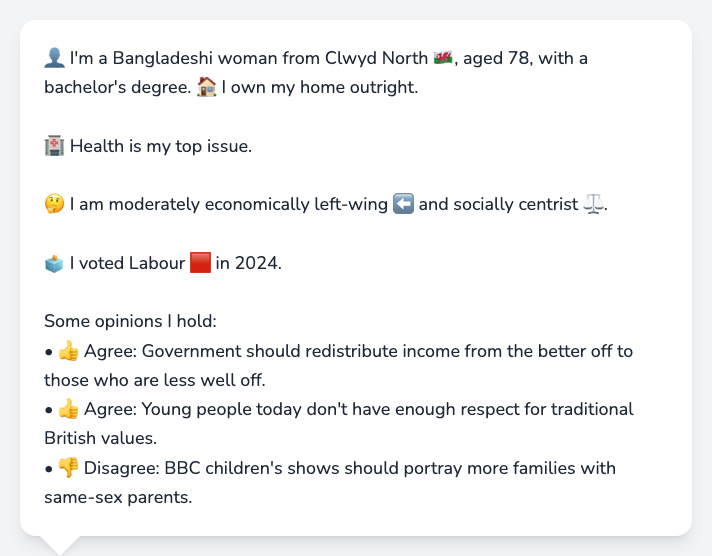 👤 I'm a Bangladeshi woman from Clwyd North 🏴󠁧󠁢󠁷󠁬󠁳󠁿, aged 78, with a
bachelor's degree. 🏠 I own my home outright.
🏥 Health is my top issue.
🤔 I am moderately economically left-wing ⬅️ and socially centrist ⚖️.
🗳️ I voted Labour 🟥 in 2024.
Some opinions I hold:
• 👍 Agree: Government should redistribute income from the better off to
those who are less well off.
• 👍 Agree: Young people today don't have enough respect for traditional
British values.
• 👎 Disagree: BBC children's shows should portray more families with
same-sex parents.